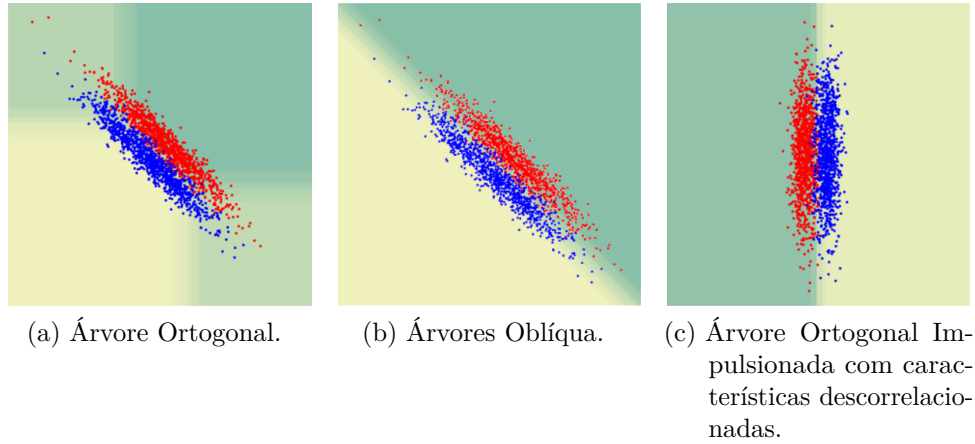 (a) Árvore Ortogonal.
(b) Árvores Oblíqua.
(c) Árvore Ortogonal Im-
pulsionada com carac-
terísticas descorrelacio-
nadas.